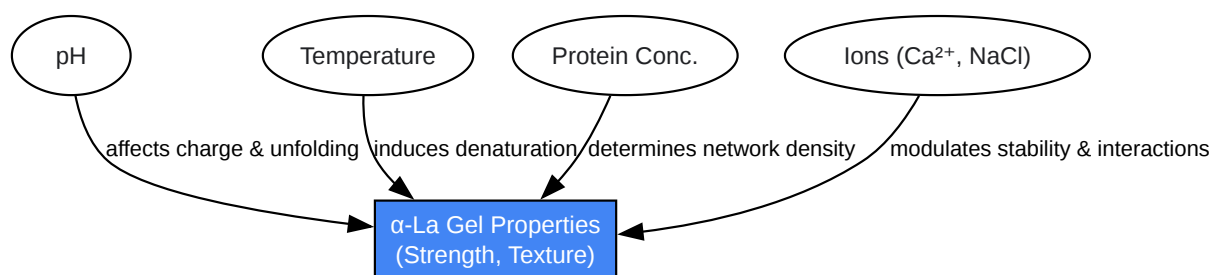 pH
Temperature
Protein Conc.
Ions (Ca²⁺, NaCl)
affects charge & unfolding
induces denaturation
determines network density
modulates stability & interactions
α-La Gel Properties
(Strength, Texture)